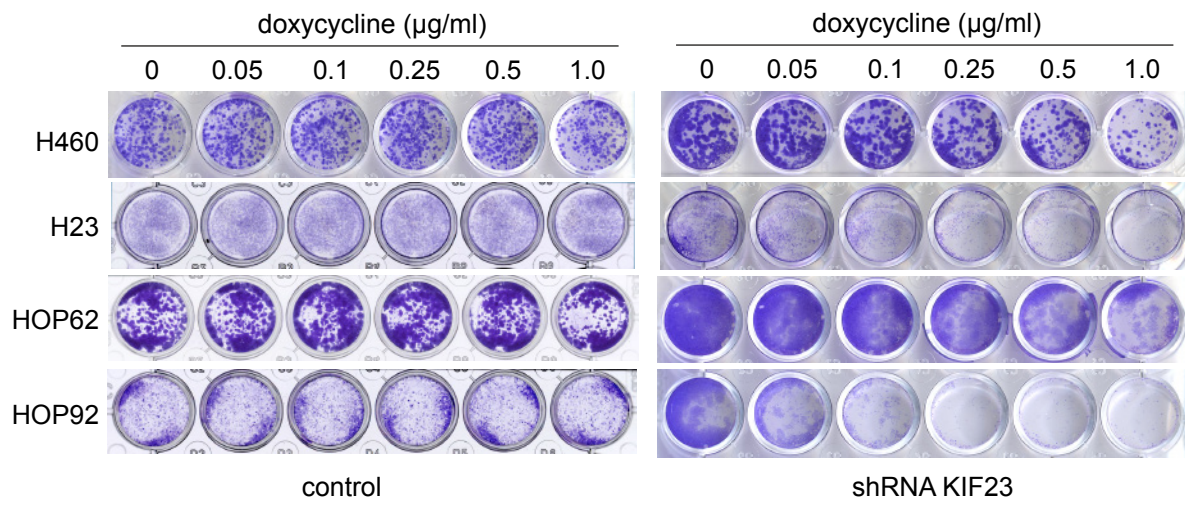 doxycycline (µg/ml)
doxycycline (µg/ml)
0 0.05 0.1 0.25 0.5 1.0
0 0.05 0.1 0.25 0.5 1.0
H460
H23
HOP62
HOP92
control
shRNA KIF23